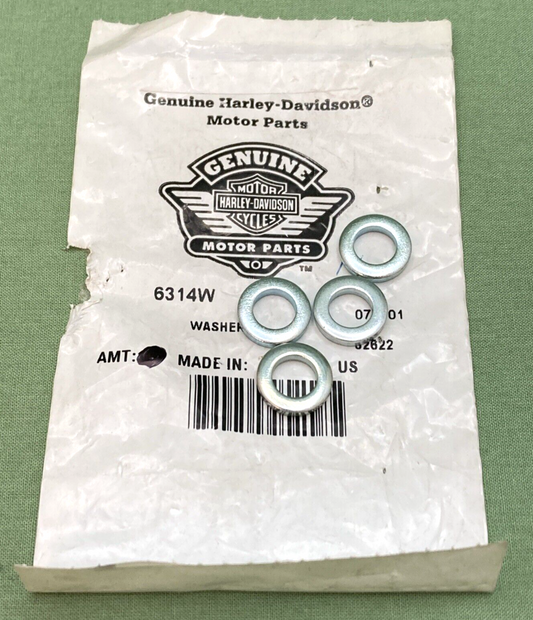 Genuine Harley-Davidson®
Motor Parts
GENUINE
MOTOR
HARLEY-DAVIDSON
CYCLES
MOTOR PARTS
TM
6314W
WASHER
62622
AMT:
MADE IN:
US